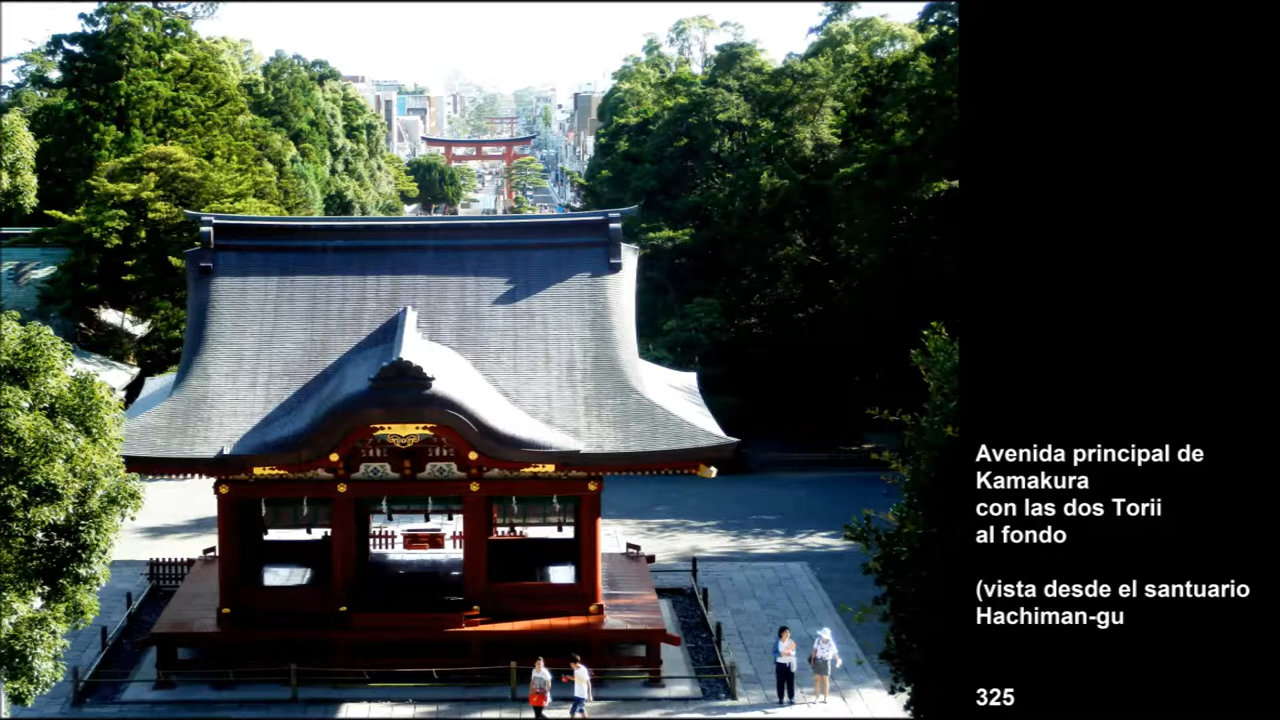 Avenida principal de
Kamakura
con las dos Torii
al fondo
(vista desde el santuario
Hachiman-gu
325